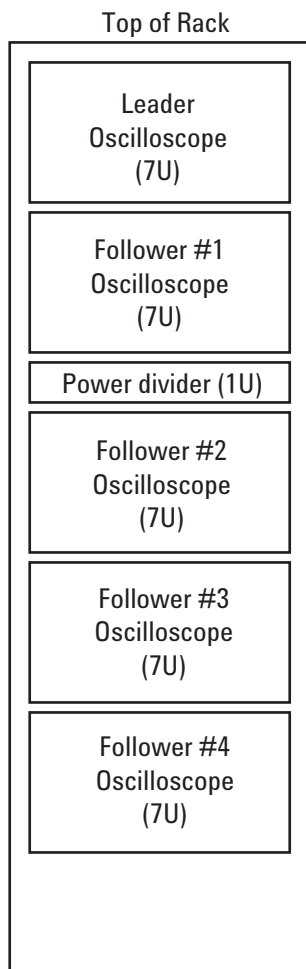 Top of Rack
Leader
Oscilloscope
(7U)
Follower #1
Oscilloscope
(7U)
Power divider (1U)
Follower #2
Oscilloscope
(7U)
Follower #3
Oscilloscope
(7U)
Follower #4
Oscilloscope
(7U)